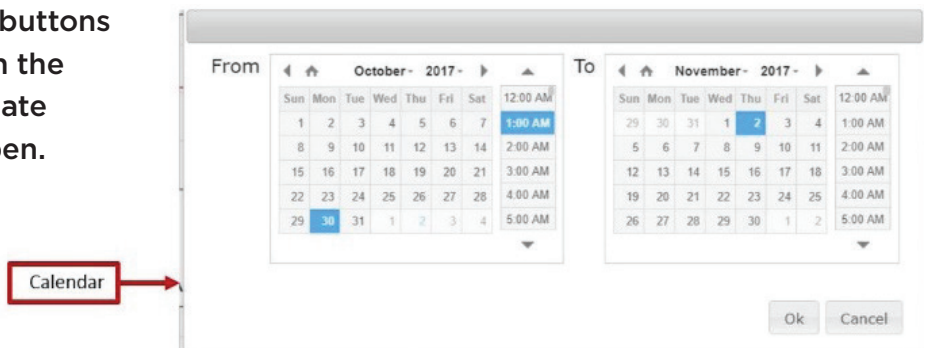 buttons
the
ate
en.
Calendar
From
October- 2017-
Sun Mon Tue Wed Thu Fri Sat
1 2 3 4 5 6 7
8 9 10 11 12 13 14
15 16 17 18 19 20 21
22 23 24 25 26 27 28
29 30 31 1 2 3 4
12:00 AM
1:00 AM
2:00 AM
3:00 AM
4:00 AM
5:00 AM
To
November- 2017-
Sun Mon Tue Wed Thu Fri Sat
29 30 31 1 2 3 4
5 6 7 8 9 10 11
12 13 14 15 16 17 18
19 20 21 22 23 24 25
26 27 28 29 30 1 2
12:00 AM
1:00 AM
2:00 AM
3:00 AM
4:00 AM
5:00 AM
Ok Cancel